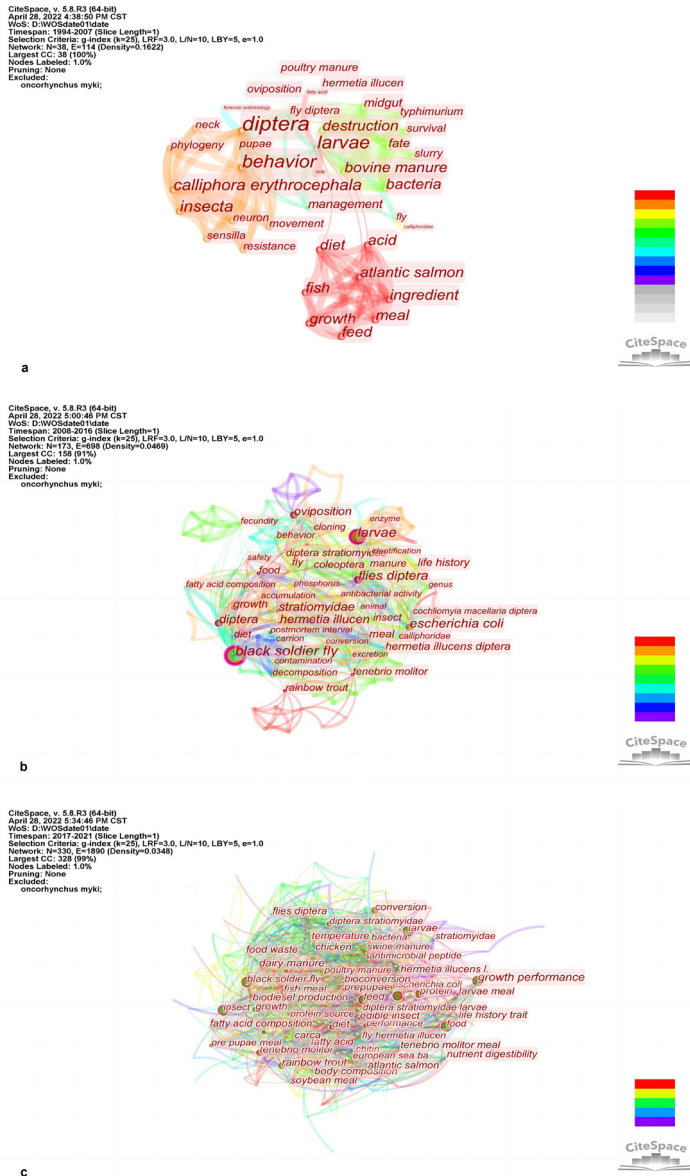 CiteSpace, v. 5.8.R3 (64-bit)
April 28, 2022 4:38:50 PM CST
WoS: D:\WOSdate01\date
Timespan: 1994-2007 (Slice Length=1)
Selection Criteria: g-index (k=25), LRF=3.0, L/N=10, LBY=5, e=1.0
Network: N=38, E=114 (Density=0.1622)
Largest CC: 38 (100%)
Nodes Labeled: 1.0%
Pruning: None
Excluded:
oncorhynchus myki;
poultry manure
oviposition
hermetia illucen
fatty acid
forensic entomology
fly diptera
midgut
typhimurium
neck
diptera
destruction
survival
phylogeny
pupae
larvae
fate
slurry
behavior
milk
bovine manure
calliphora erythrocephala
bacteria
insecta
management
neuron
movement
fly
calliphoridae
sensilla
resistance
diet
acid
atlantic salmon
fish
ingredient
growth
meal
feed
CiteSpace
a
CiteSpace, v. 5.8.R3 (64-bit)
April 28, 2022 5:00:46 PM CST
WoS: D:\WOSdate01\date
Timespan: 2008-2016 (Slice Length=1)
Selection Criteria: g-index (k=25), LRF=3.0, L/N=10, LBY=5, e=1.0
Network: N=173, E=698 (Density=0.0469)
Largest CC: 158 (91%)
Nodes Labeled: 1.0%
Pruning: None
Excluded:
oncorhynchus myki;
oviposition
fecundity
cloning
enzyme
behavior
larvae
diptera stratiomyidae
identification
safety
fly
coleoptera
manure
life history
food
flies diptera
fatty acid composition
phosphorus
antibacterial activity
genus
accumulation
growth
stratiomyidae
animal
cochliomyia macellaria diptera
diptera
hermetia illucen
insect
escherichia coli
diet
postmortem interval
meal
calliphoridae
carrion
conversion
hermetia illucens diptera
black soldier fly
excretion
contamination
decomposition
tenebrio molitor
rainbow trout
CiteSpace
b
CiteSpace, v. 5.8.R3 (64-bit)
April 28, 2022 5:34:46 PM CST
WoS: D:\WOSdate01\date
Timespan: 2017-2021 (Slice Length=1)
Selection Criteria: g-index (k=25), LRF=3.0, L/N=10, LBY=5, e=1.0
Network: N=330, E=1890 (Density=0.0348)
Largest CC: 328 (99%)
Nodes Labeled: 1.0%
Pruning: None
Excluded:
oncorhynchus myki;
flies diptera
conversion
diptera stratiomyidae
larvae
temperature
bacteria
stratiomyidae
food waste
chicken
swine manure
antimicrobial peptide
dairy manure
poultry manure
hermetia illucens l.
black soldier fly
bioconversion
growth performance
fish meal
prepupae
escherichia coli
biodiesel production
feed
protein
larvae meal
insect
growth
diptera stratiomyidae larvae
life history trait
protein source
edible insect
fatty acid composition
diet
performance
food
carca
fly hermetia illucen
pre pupae meal
fatty acid
tenebrio molitor meal
tenebrio molitor
chitin
european sea ba
nutrient digestibility
rainbow trout
atlantic salmon
body composition
soybean meal
CiteSpace
c